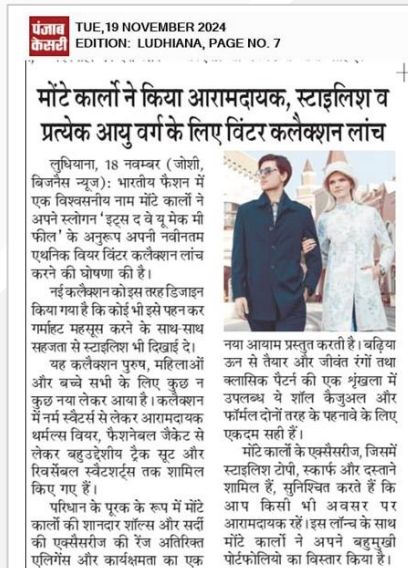 पंजाब
केसरी
TUE,19 NOVEMBER 2024
EDITION: LUDHIANA, PAGE NO. 7
मोंटे कार्लो ने किया आरामदायक, स्टाइलिश व
प्रत्येक आयु वर्ग के लिए विंटर कलैक्शन लांच
लुधियाना, 18 नवम्बर (जोशी,
बिजनैस न्यूज): भारतीय फैशन में
एक विश्वसनीय नाम मोंटे कार्लो ने
अपने स्लोगन 'इट्स द वे यू मेक मी
फील' के अनुरूप अपनी नवीनतम
एथनिक वियर विंटर कलैक्शन लांच
करने की घोषणा की है।
नई कलैक्शन को इस तरह डिजाइन
किया गया है कि कोई भी इसे पहन कर
गर्माहट महसूस करने के साथ-साथ
सहजता से स्टाइलिश भी दिखाई दे।
यह कलैक्शन पुरुष, महिलाओं
और बच्चे सभी के लिए कुछ न
कुछ नया लेकर आया है। कलैक्शन
में नर्म स्वैटर्स से लेकर आरामदायक
थर्मल्स वियर, फैशनेबल जैकेट से
लेकर बहुउद्देशीय ट्रैक सूट और
रिवर्सेबल स्वैटशर्ट्स तक शामिल
किए गए हैं।
परिधान के पूरक के रूप में मोंटे
कार्लो की शानदार शॉल्स और सर्दी
की एक्सैसरीज की रेंज अतिरिक्त
एलिगेंस और कार्यक्षमता का एक
नया आयाम प्रस्तुत करती है। बढ़िया
ऊन से तैयार और जीवंत रंगों तथा
क्लासिक पैटर्न की एक शृंखला में
उपलब्ध ये शॉल कैजुअल और
फॉर्मल दोनों तरह के पहनावे के लिए
एकदम सही हैं।
मोंटे कार्लो के एक्सैसरीज, जिसमें
स्टाइलिश टोपी, स्कार्फ और दस्ताने
शामिल हैं, सुनिश्चित करते हैं कि
आप किसी भी अवसर पर
आरामदायक रहें। इस लॉन्च के साथ
मोंटे कार्लो ने अपने बहुमुखी
पोर्टफोलियो का विस्तार किया है।